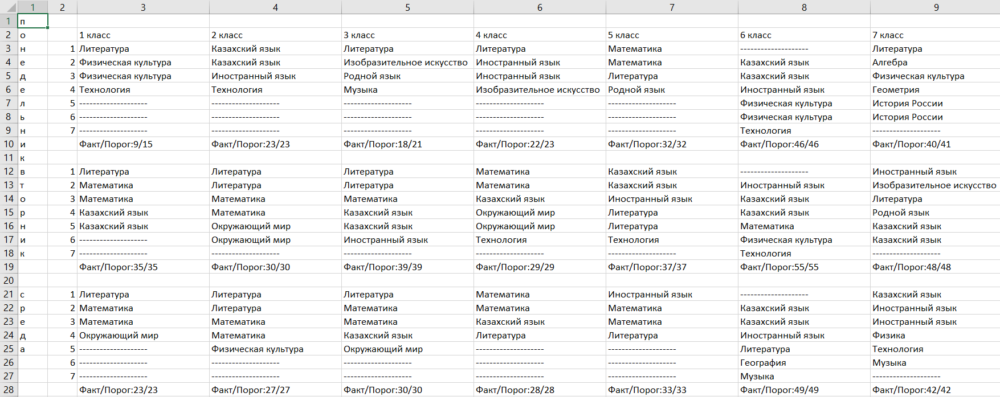 1 2 3 4 5 6 7 8 9
1 п
2 о 1 класс 2 класс 3 класс 4 класс 5 класс 6 класс 7 класс
3 н 1 Литература Казахский язык Литература Литература Математика -------------------- Литература
4 е 2 Физическая культура Казахский язык Изобразительное искусство Иностранный язык Математика Казахский язык Алгебра
5 д 3 Физическая культура Иностранный язык Родной язык Иностранный язык Литература Казахский язык Физическая культура
6 е 4 Технология Технология Музыка Изобразительное искусство Родной язык Иностранный язык Геометрия
7 л 5 -------------------- -------------------- -------------------- -------------------- -------------------- Физическая культура История России
8 ь 6 -------------------- -------------------- -------------------- -------------------- -------------------- Физическая культура История России
9 н 7 -------------------- -------------------- -------------------- -------------------- -------------------- Технология --------------------
10 и Факт/Порог:9/15 Факт/Порог:23/23 Факт/Порог:18/21 Факт/Порог:22/23 Факт/Порог:32/32 Факт/Порог:46/46 Факт/Порог:40/41
11 к
12 в 1 Литература Литература Литература Математика Казахский язык -------------------- Иностранный язык
13 т 2 Математика Литература Литература Математика Казахский язык Иностранный язык Изобразительное искусство
14 о 3 Математика Математика Математика Казахский язык Иностранный язык Казахский язык Литература
15 р 4 Казахский язык Математика Казахский язык Окружающий мир Литература Казахский язык Родной язык
16 н 5 Казахский язык Окружающий мир Казахский язык Окружающий мир Литература Математика Казахский язык
17 и 6 -------------------- Окружающий мир Иностранный язык Технология Технология Физическая культура Казахский язык
18 к 7 -------------------- -------------------- -------------------- -------------------- -------------------- Технология --------------------
19 Факт/Порог:35/35 Факт/Порог:30/30 Факт/Порог:39/39 Факт/Порог:29/29 Факт/Порог:37/37 Факт/Порог:55/55 Факт/Порог:48/48
20
21 с 1 Литература Литература Литература Математика Иностранный язык -------------------- Казахский язык
22 р 2 Математика Литература Математика Математика Математика Казахский язык Иностранный язык
23 е 3 Математика Математика Математика Казахский язык Математика Казахский язык Иностранный язык
24 д 4 Окружающий мир Математика Казахский язык Литература Литература Иностранный язык Физика
25 а 5 -------------------- Физическая культура Окружающий мир -------------------- -------------------- Литература Технология
26 6 -------------------- -------------------- -------------------- -------------------- -------------------- География Музыка
27 7 -------------------- -------------------- -------------------- -------------------- -------------------- Музыка --------------------
28 Факт/Порог:23/23 Факт/Порог:27/27 Факт/Порог:30/30 Факт/Порог:28/28 Факт/Порог:33/33 Факт/Порог:49/49 Факт/Порог:42/42